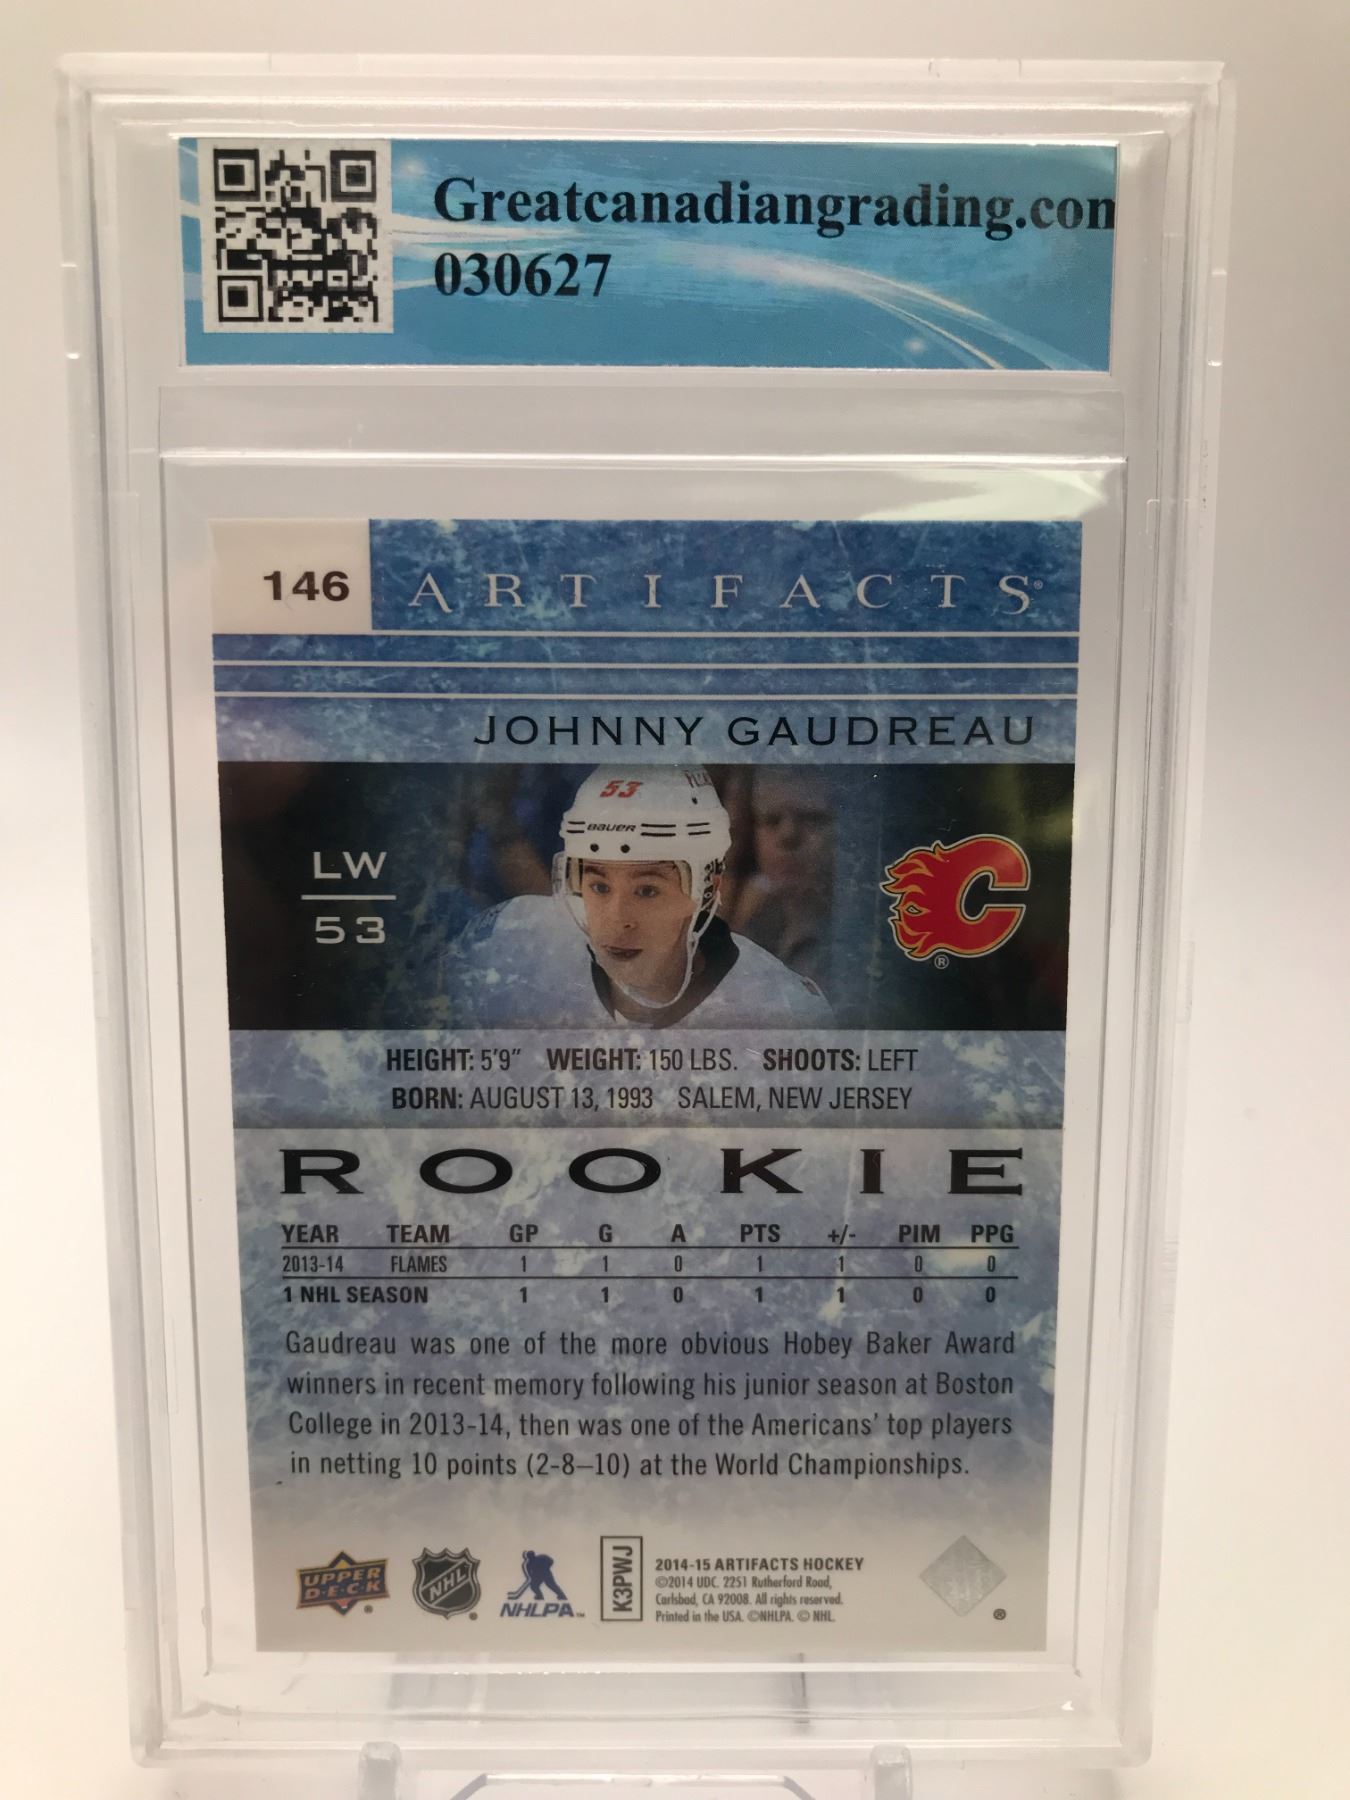 Greatcanadiangrading.com
030627
146 ARTIFACTS®
JOHNNY GAUDREAU
53
BAUER
LW
53
®
HEIGHT: 5'9" WEIGHT: 150 LBS. SHOOTS: LEFT
BORN: AUGUST 13, 1993 SALEM, NEW JERSEY
ROOKIE
YEAR TEAM GP G A PTS +/- PIM PPG
2013-14 FLAMES 1 1 0 1 1 0 0
1 NHL SEASON 1 1 0 1 1 0 0
Gaudreau was one of the more obvious Hobey Baker Award
winners in recent memory following his junior season at Boston
College in 2013-14, then was one of the Americans' top players
in netting 10 points (2-8—10) at the World Championships.
UPPER
D·E·C·K
®
NHL
®
NHLPA™
K3PWJ
2014-15 ARTIFACTS HOCKEY
©2014 UDC. 2251 Rutherford Road,
Carlsbad, CA 92008. All rights reserved.
Printed in the USA. ©NHLPA. © NHL.
®